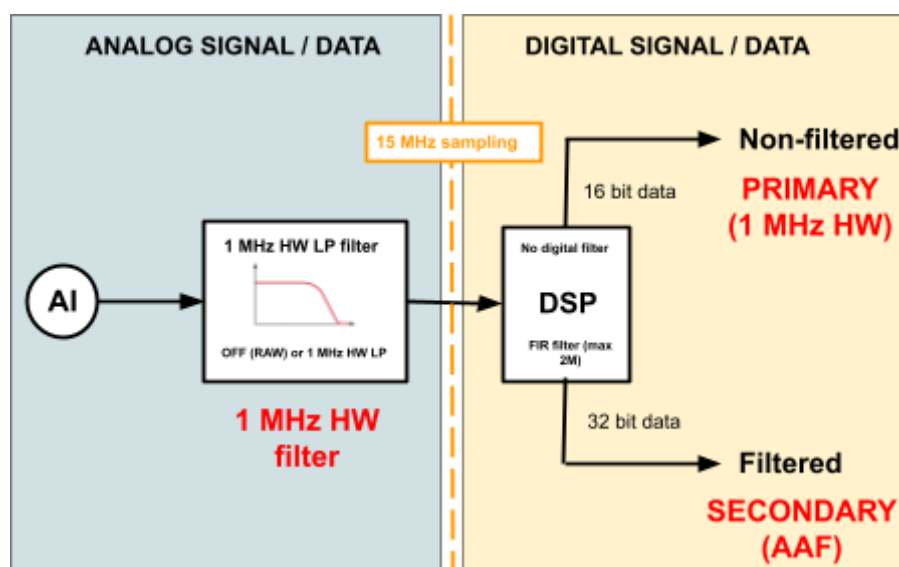 ANALOG SIGNAL / DATA
DIGITAL SIGNAL / DATA
15 MHz sampling
Non-filtered
16 bit data
PRIMARY
(1 MHz HW)
1 MHz HW LP filter
No digital filter
AI
DSP
OFF (RAW) or 1 MHz HW LP
FIR filter (max
2M)
1 MHz HW
filter
32 bit data
Filtered
SECONDARY
(AAF)